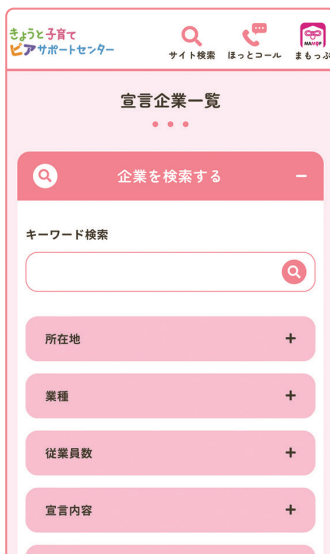 きょうと子育て
ピアサポートセンター
サイト検索
ほっとコール
MAMOP
まもっぷ
宣言企業一覧
企業を検索する
キーワード検索
所在地
業種
従業員数
宣言内容